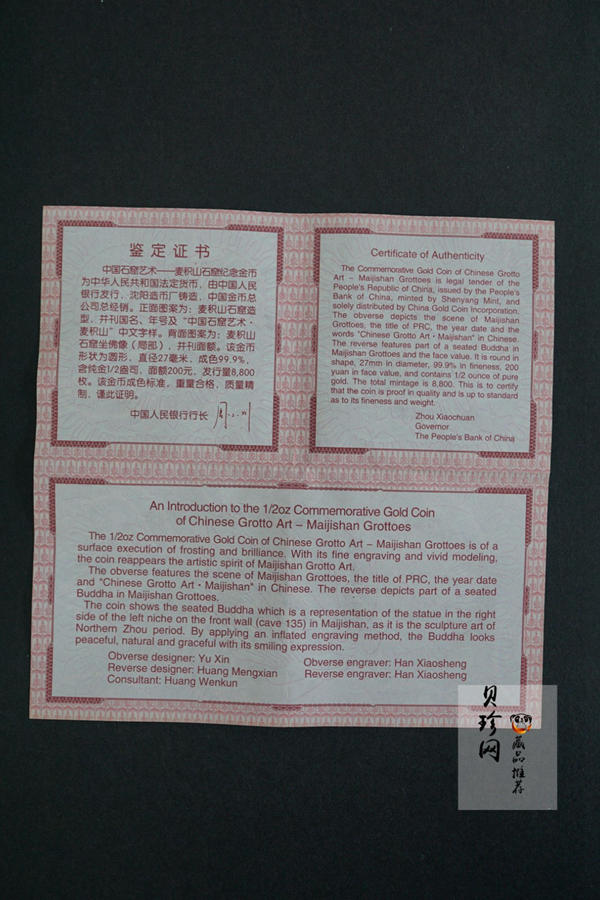 鉴定证书
中国石窟艺术——麦积山石窟纪念金币
为中华人民共和国法定货币，由中国人民
银行发行，沈阳造币厂铸造，中国金币总
公司总经销。正面图案为：麦积山石窟造
型，并刊国名、年号及“中国石窟艺术·
麦积山”中文字样。背面图案为：麦积山
石窟坐佛像（局部），并刊面额。该金币
形状为圆形，直径27毫米，成色99.9%，
含纯金1/2盎司，面额200元，发行量8,800
枚。该金币成色标准，重量合格，质量精
制，谨此证明。
中国人民银行行长
Certificate of Authenticity
The Commemorative Gold Coin of Chinese Grotto
Art – Maijishan Grottoes is legal tender of the
People's Republic of China, issued by the People's
Bank of China, minted by Shenyang Mint, and
solely distributed by China Gold Coin Incorporation.
The obverse depicts the scene of Maijishan
Grottoes, the title of PRC, the year date and the
words "Chinese Grotto Art · Maijishan" in Chinese.
The reverse features part of a seated Buddha in
Maijishan Grottoes and the face value. It is round in
shape, 27mm in diameter, 99.9% in fineness, 200
yuan in face value, and contains 1/2 ounce of pure
gold. The total mintage is 8,800. This is to certify
that the coin is proof in quality and is up to standard
as to its fineness and weight.
Zhou Xiaochuan
Governor
The People's Bank of China
An Introduction to the 1/2oz Commemorative Gold Coin
of Chinese Grotto Art – Maijishan Grottoes
The 1/2oz Commemorative Gold Coin of Chinese Grotto Art – Maijishan Grottoes is of a
surface execution of frosting and brilliance. With its fine engraving and vivid modeling,
the coin reappears the artistic spirit of Maijishan Grotto Art.
The obverse features the scene of Maijishan Grottoes, the title of PRC, the year date
and "Chinese Grotto Art · Maijishan" in Chinese. The reverse depicts part of a seated
Buddha in Maijishan Grottoes.
The coin shows the seated Buddha which is a representation of the statue in the right
side of the left niche on the front wall (cave 135) in Maijishan, as it is the sculpture art of
Northern Zhou period. By applying an inflated engraving method, the Buddha looks
peaceful, natural and graceful with its smiling expression.
Obverse designer: Yu Xin
Obverse engraver: Han Xiaosheng
Reverse designer: Huang Mengxian
Reverse engraver: Han Xiaosheng
Consultant: Huang Wenkun
贝珍网
藏品推荐